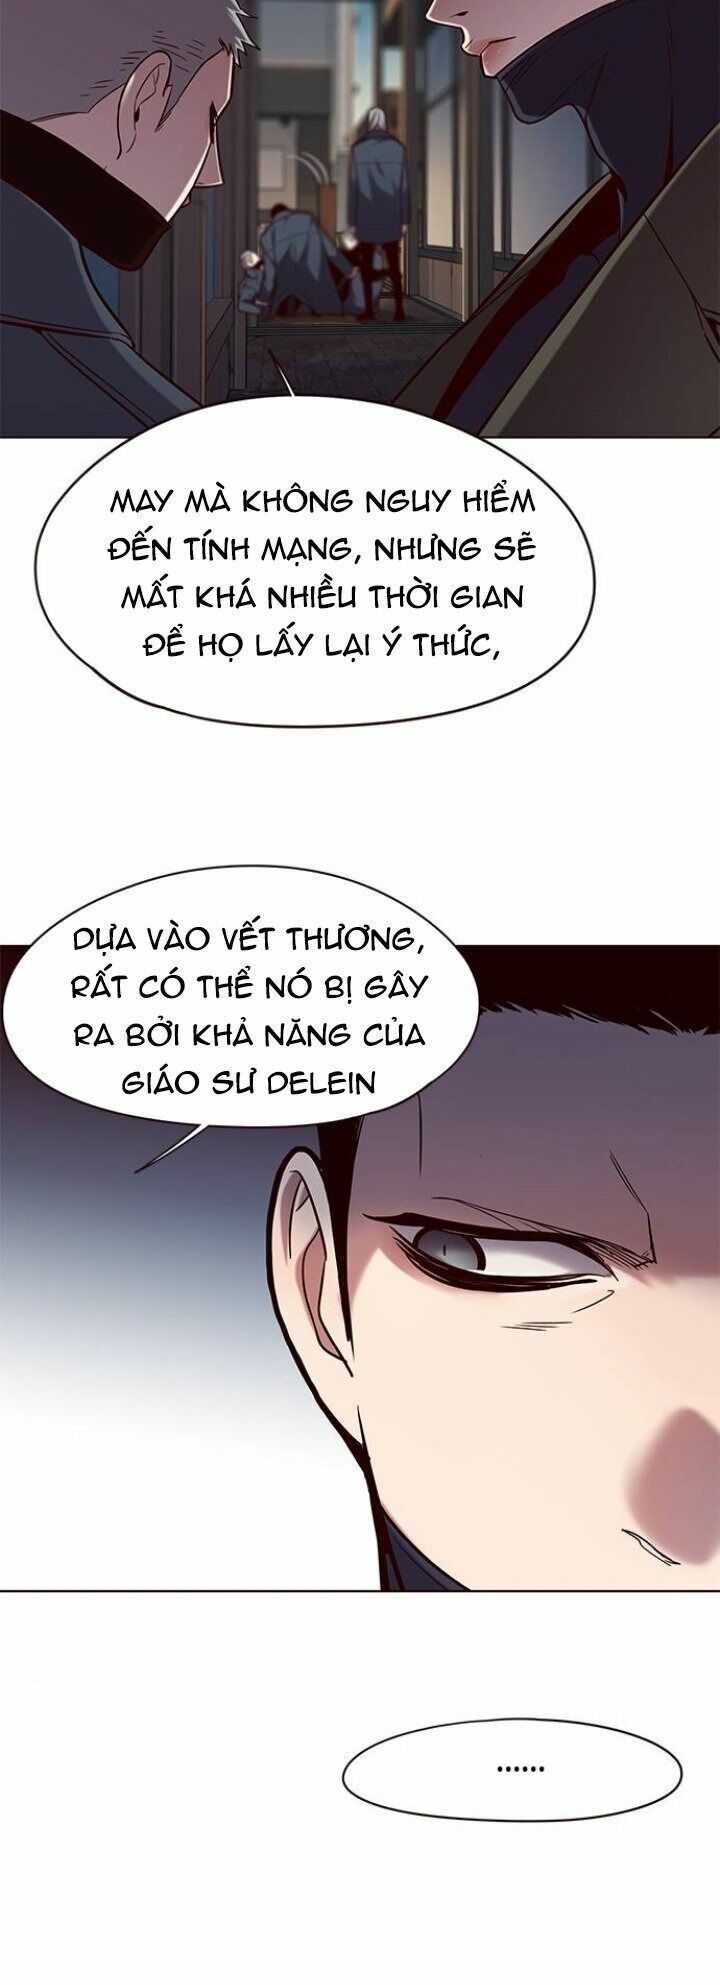 MAY MÀ KHÔNG NGUY HIỂM
ĐẾN TÍNH MẠNG, NHƯNG SẼ
MẤT KHÁ NHIỀU THỜI GIAN
ĐỂ HỌ LẤY LẠI Ý THỨC,
DỰA VÀO VẾT THƯƠNG,
RẤT CÓ THỂ NÓ BỊ GÂY
RA BỞI KHẢ NĂNG CỦA
GIÁO SƯ DELEIN
......